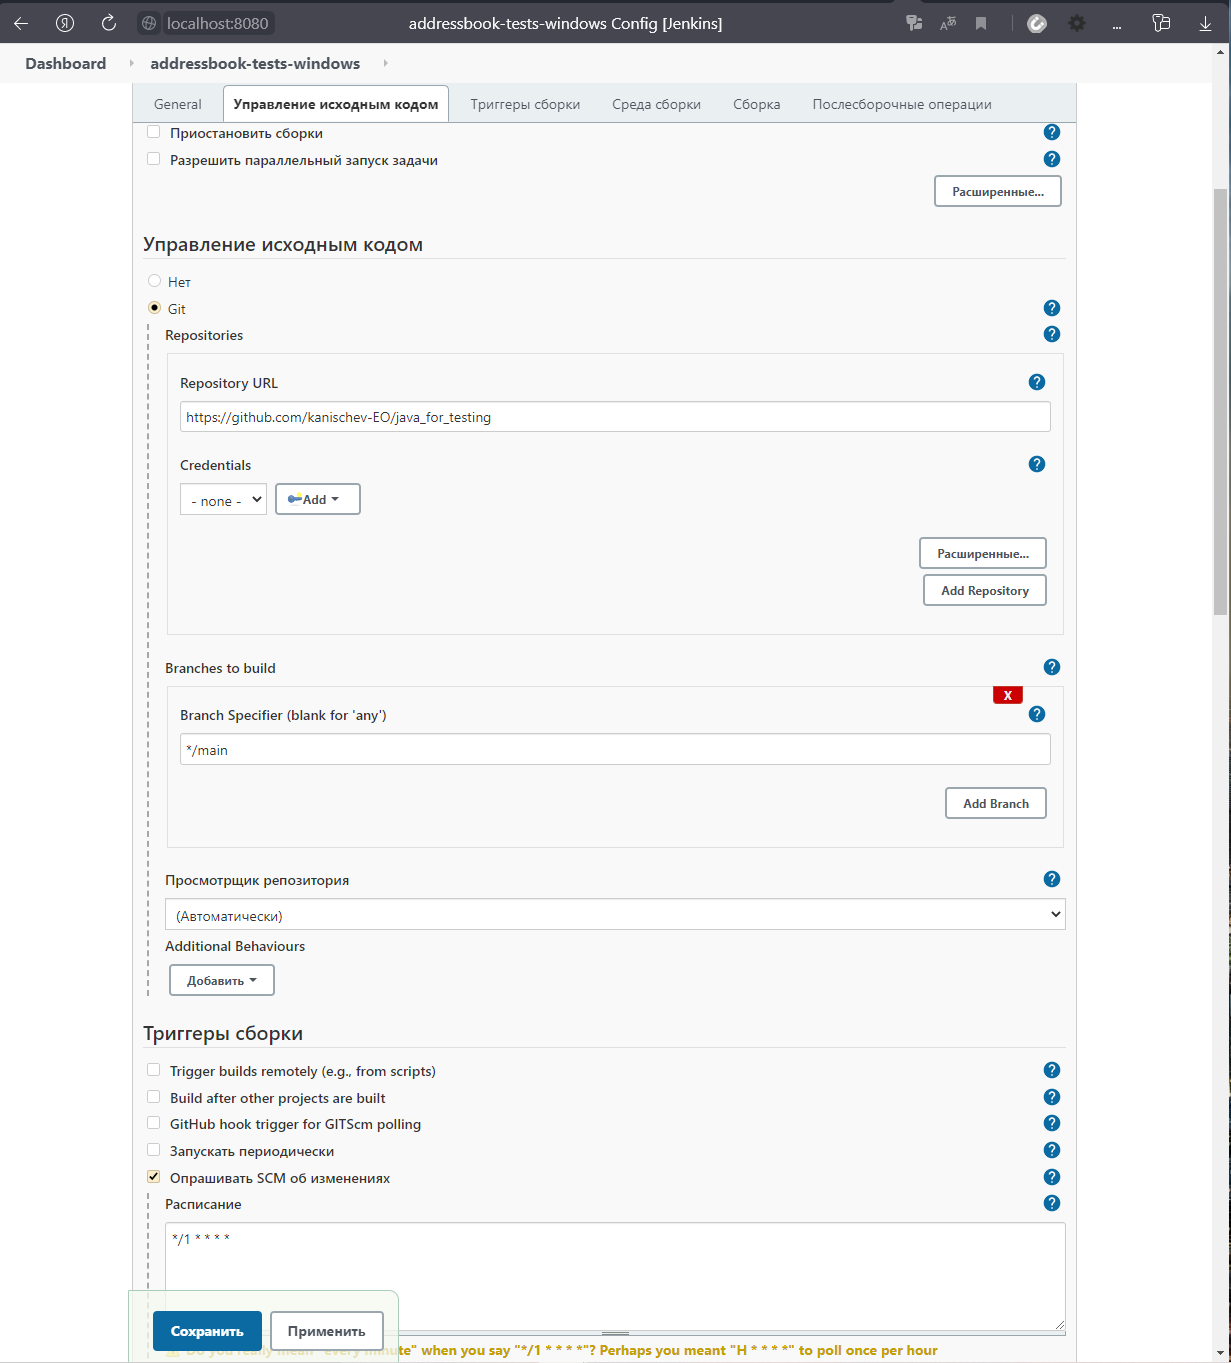 localhost:8080
addressbook-tests-windows Config [Jenkins]
Dashboard
addressbook-tests-windows
General
Управление исходным кодом
Триггеры сборки
Среда сборки
Сборка
Послесборочные операции
Приостановить сборки
Разрешить параллельный запуск задачи
Расширенные...
Управление исходным кодом
Нет
Git
Repositories
Repository URL
https://github.com/kanischev-EO/java_for_testing
Credentials
- none -
Add
Расширенные...
Add Repository
Branches to build
X
Branch Specifier (blank for 'any')
*/main
Add Branch
Просмотрщик репозитория
(Автоматически)
Additional Behaviours
Добавить
Триггеры сборки
Trigger builds remotely (e.g., from scripts)
Build after other projects are built
GitHub hook trigger for GITScm polling
Запускать периодически
Опрашивать SCM об изменениях
Расписание
*/1 * * * *
Сохранить
Применить
Do you really mean "every minute" when you say "*/1 * * * *"? Perhaps you meant "H * * * *" to poll once per hour